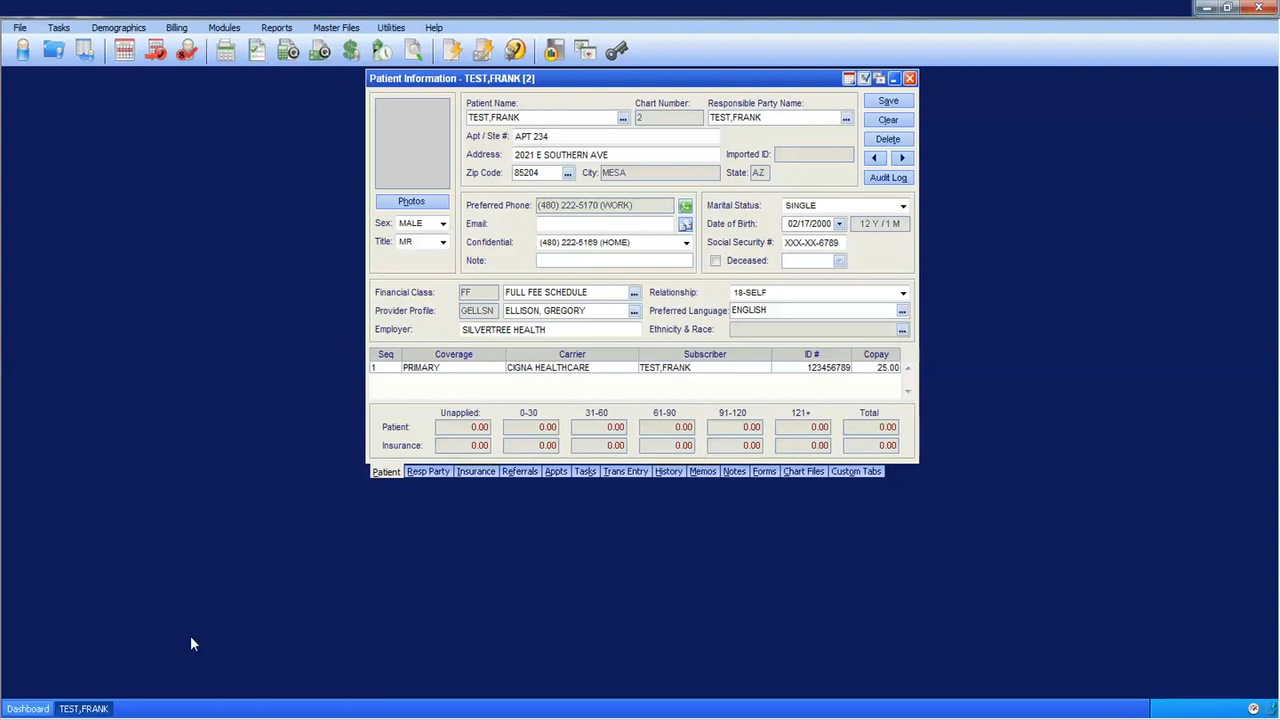 File Tasks Demographics Billing Modules Reports Master Files Utilities Help
Patient Information - TEST,FRANK [2]
Patient Name: Chart Number: Responsible Party Name: Save
TEST,FRANK 2 TEST,FRANK Clear
Apt / Ste #: APT 234 Delete
Address: 2021 E SOUTHERN AVE Imported ID:
Zip Code: 85204 City: MESA State: AZ
Audit Log
Photos
Preferred Phone: (480) 222-5170 (WORK) Marital Status: SINGLE
Sex: MALE Email: Date of Birth: 02/17/2000 12 Y / 1 M
Title: MR Confidential: (480) 222-5169 (HOME) Social Security #: XXX-XX-6789
Note: Deceased:
Financial Class: FF FULL FEE SCHEDULE Relationship: 18-SELF
Provider Profile: GELLSN ELLISON, GREGORY Preferred Language: ENGLISH
Employer: SILVERTREE HEALTH Ethnicity & Race:
Seq Coverage Carrier Subscriber ID # Copay
1 PRIMARY CIGNA HEALTHCARE TEST,FRANK 123456789 25.00
Unapplied: 0-30 31-60 61-90 91-120 121+ Total
Patient: 0.00 0.00 0.00 0.00 0.00 0.00 0.00
Insurance: 0.00 0.00 0.00 0.00 0.00 0.00 0.00
Patient Resp Party Insurance Referrals Appts Tasks Trans Entry History Memos Notes Forms Chart Files Custom Tabs
Dashboard TEST,FRANK